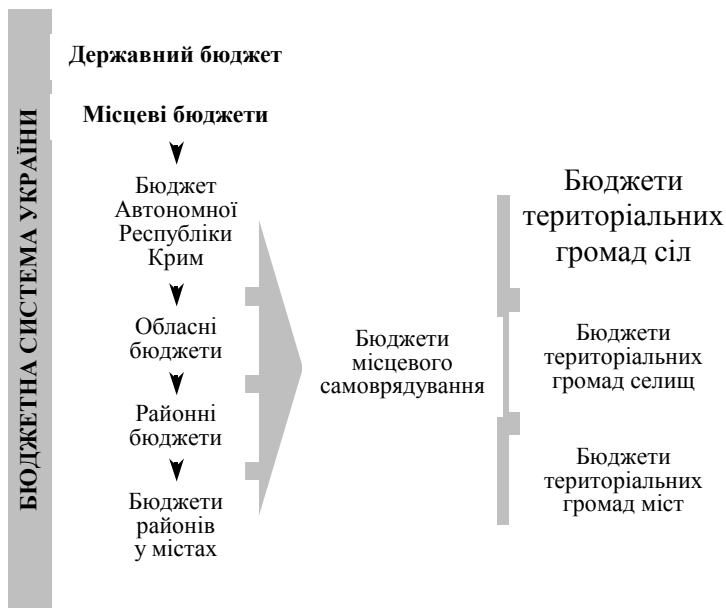 БЮДЖЕТНА СИСТЕМА УКРАЇНИ
Державний бюджет
Місцеві бюджети
Бюджет
Автономної
Республіки
Крим
Обласні
бюджети
Районні
бюджети
Бюджети
районів
у містах
Бюджети
місцевого
самоврядування
Бюджети
територіальних
громад сіл
Бюджети
територіальних
громад селищ
Бюджети
територіальних
громад міст